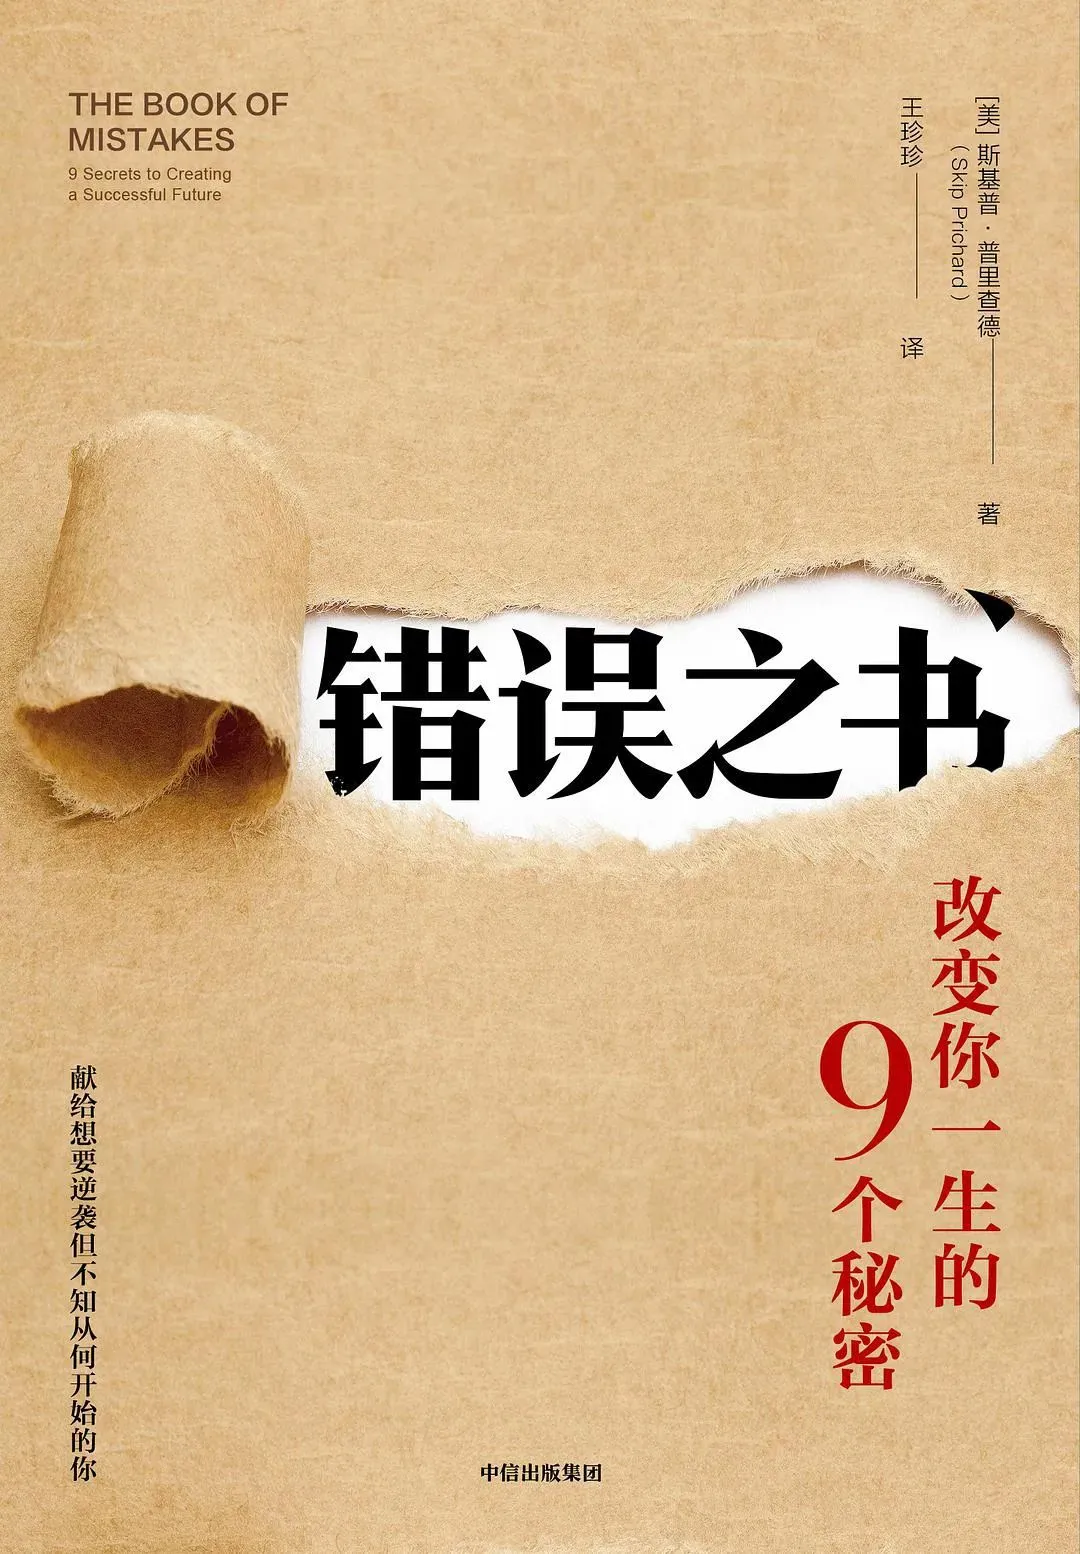 THE BOOK OF
MISTAKES
9 Secrets to Creating
a Successful Future
[美] 斯基普·普里查德 著
(Skip Prichard)
王珍珍 译
错误之书
改变你一生的
9个秘密
献给想要逆袭但不知从何开始的你
中信出版集团